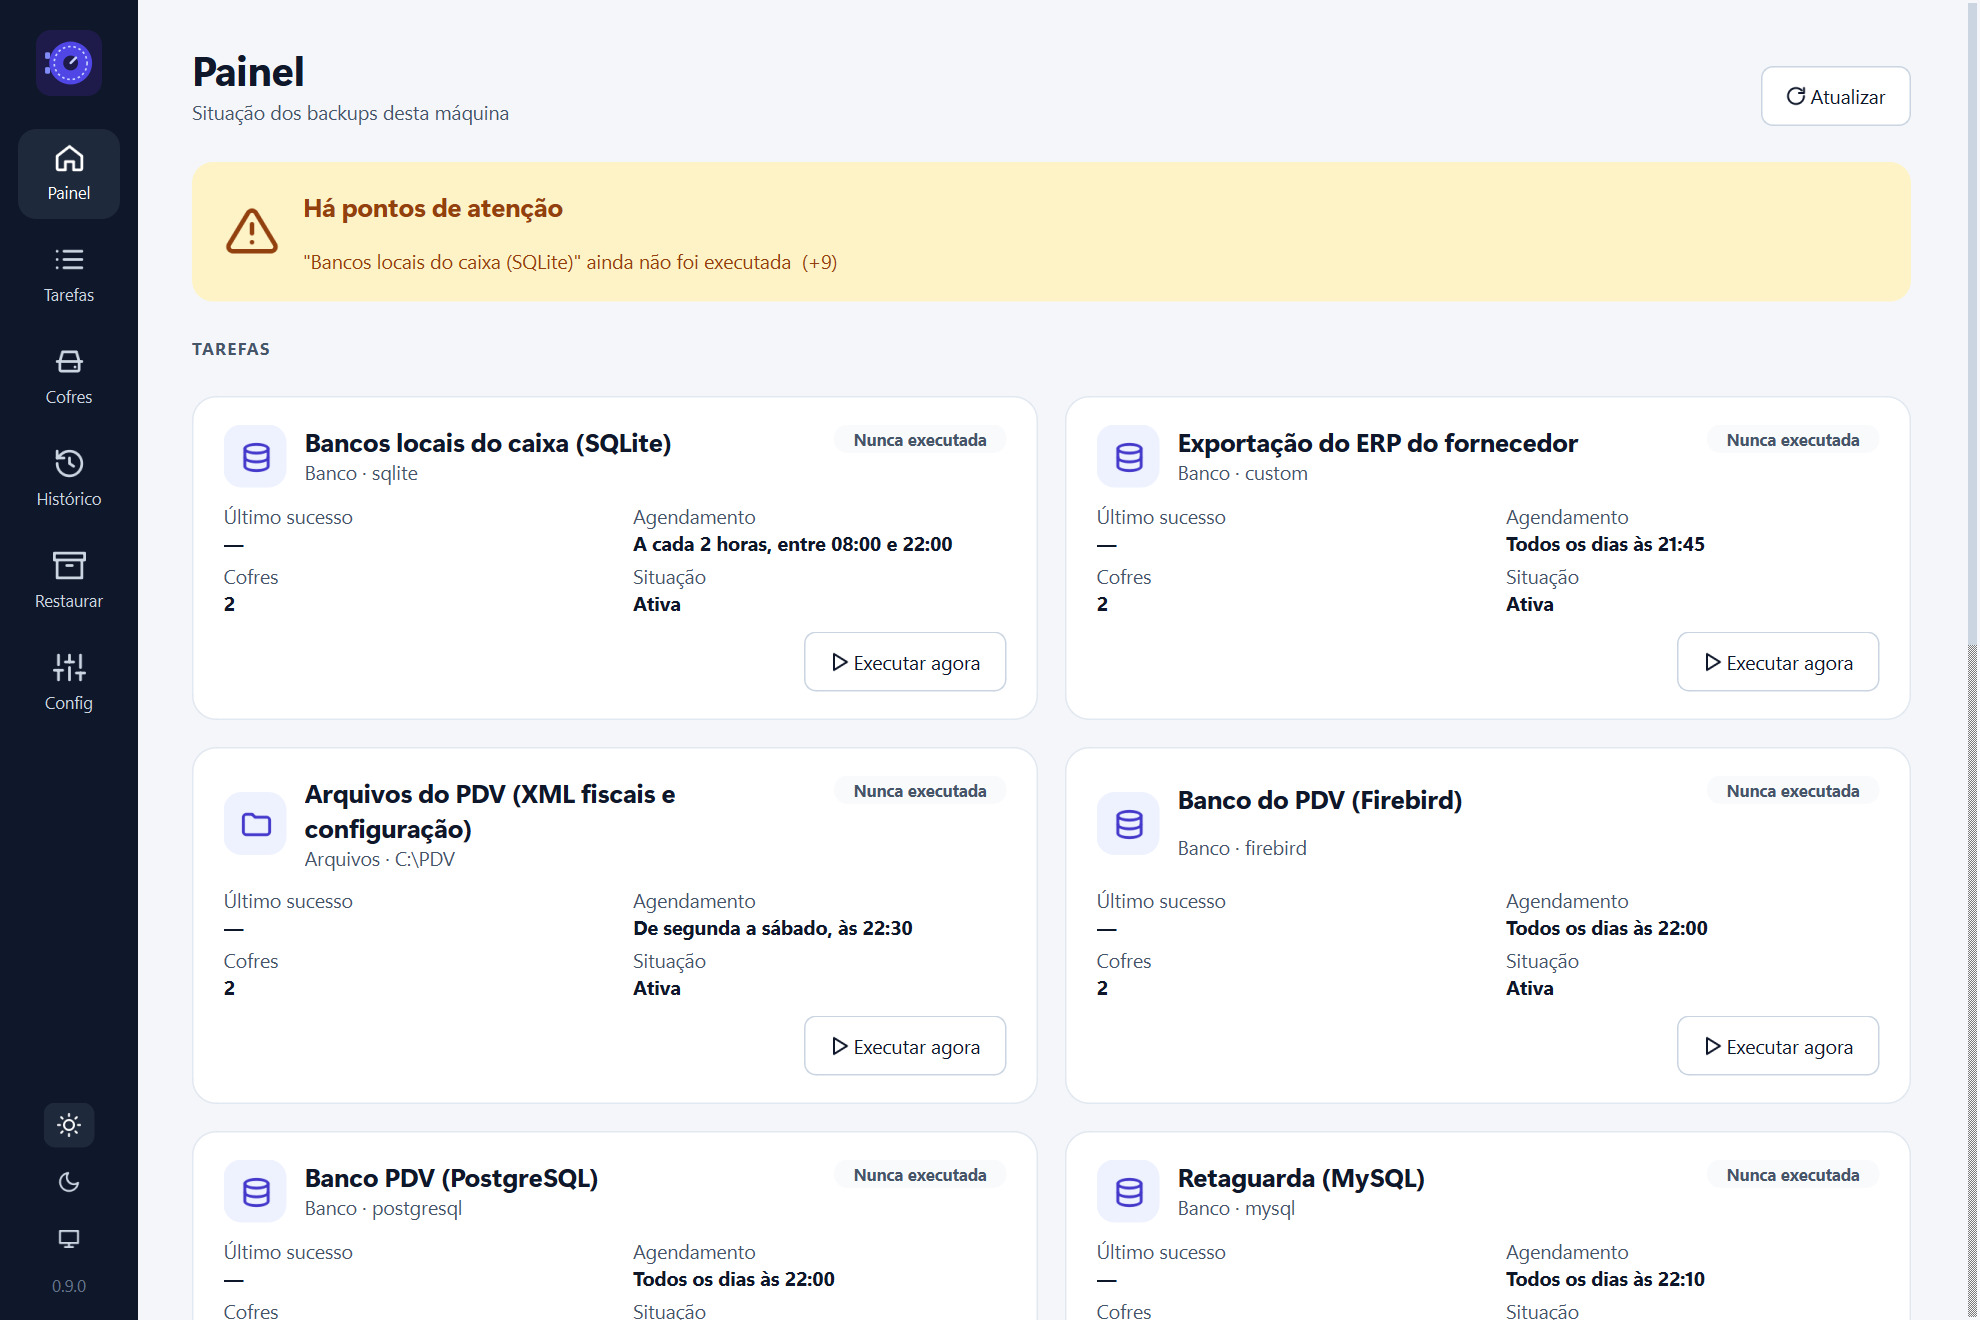 Painel
Tarefas
Cofres
Histórico
Restaurar
Config
0.9.0
Painel
Situação dos backups desta máquina
Atualizar
Há pontos de atenção
"Bancos locais do caixa (SQLite)" ainda não foi executada (+9)
TAREFAS
Bancos locais do caixa (SQLite)
Nunca executada
Banco · sqlite
Último sucesso
—
Agendamento
A cada 2 horas, entre 08:00 e 22:00
Cofres
2
Situação
Ativa
Executar agora
Exportação do ERP do fornecedor
Nunca executada
Banco · custom
Último sucesso
—
Agendamento
Todos os dias às 21:45
Cofres
2
Situação
Ativa
Executar agora
Arquivos do PDV (XML fiscais e
configuração)
Nunca executada
Arquivos · C:\PDV
Último sucesso
—
Agendamento
De segunda a sábado, às 22:30
Cofres
2
Situação
Ativa
Executar agora
Banco do PDV (Firebird)
Nunca executada
Banco · firebird
Último sucesso
—
Agendamento
Todos os dias às 22:00
Cofres
2
Situação
Ativa
Executar agora
Banco PDV (PostgreSQL)
Nunca executada
Banco · postgresql
Último sucesso
—
Agendamento
Todos os dias às 22:00
Cofres
Situação
Retaguarda (MySQL)
Nunca executada
Banco · mysql
Último sucesso
—
Agendamento
Todos os dias às 22:10
Cofres
Situação